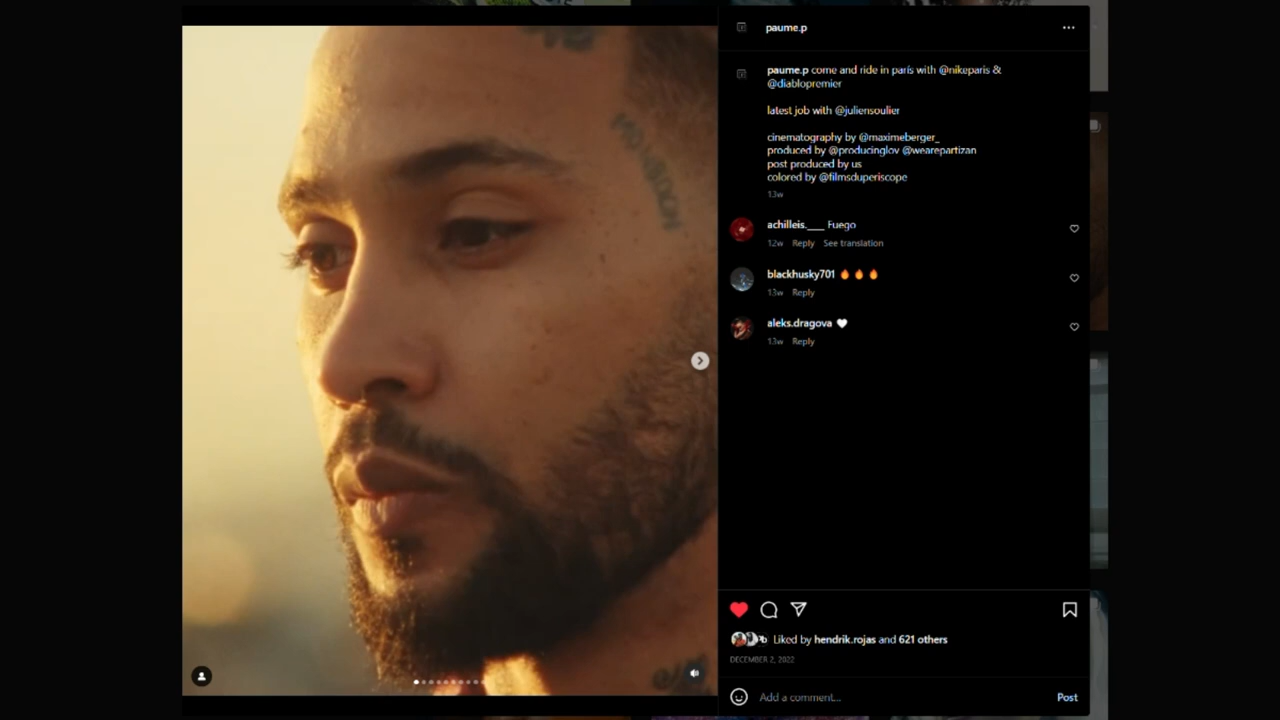 paume.p
paume.p come and ride in paris with @nikeparis &
@diablopremier
latest job with @juliensoulier
cinematography by @maximeberger_
produced by @producinglov @wearepartizan
post produced by us
colored by @filmsduperiscope
13w
achilleis.___ Fuego
12w Reply See translation
blackhusky701 🔥🔥🔥
13w Reply
aleks.dragova 🤍
13w Reply
Liked by hendrik.rojas and 621 others
DECEMBER 2, 2022
Add a comment... Post